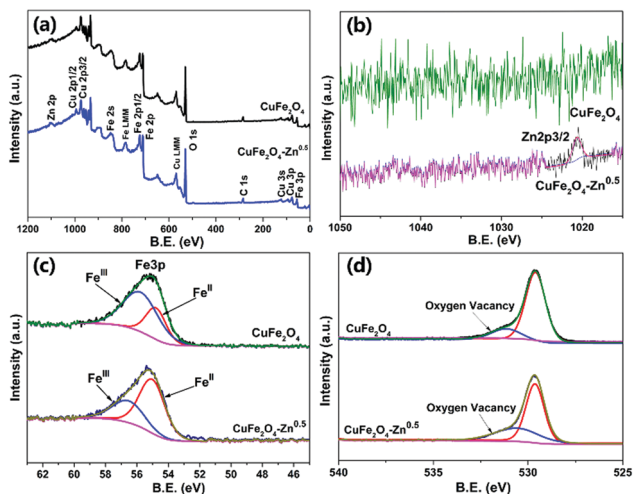 (a)
Intensity (a.u.)
Zn 2p
Cu 2p1/2
Cu 2p3/2
Fe 2s
Fe LMM
Fe 2p1/2
Fe 2p
Cu LMM
O 1s
C 1s
Cu 3s
Cu 3p
Fe 3p
CuFe₂O₄
CuFe₂O₄-Zn⁰·⁵
1200 1000 800 600 400 200 0
B.E. (eV)
(b)
Intensity (a.u.)
CuFe₂O₄
Zn2p3/2
CuFe₂O₄-Zn⁰·⁵
1050 1040 1030 1020
B.E. (eV)
(c)
Intensity (a.u.)
Fe3p
Feᴵᴵᴵ
Feᴵᴵ
CuFe₂O₄
Feᴵᴵᴵ
Feᴵᴵ
CuFe₂O₄-Zn⁰·⁵
62 60 58 56 54 52 50 48 46
B.E. (eV)
(d)
Intensity (a.u.)
Oxygen Vacancy
CuFe₂O₄
Oxygen Vacancy
CuFe₂O₄-Zn⁰·⁵
540 535 530 525
B.E. (eV)